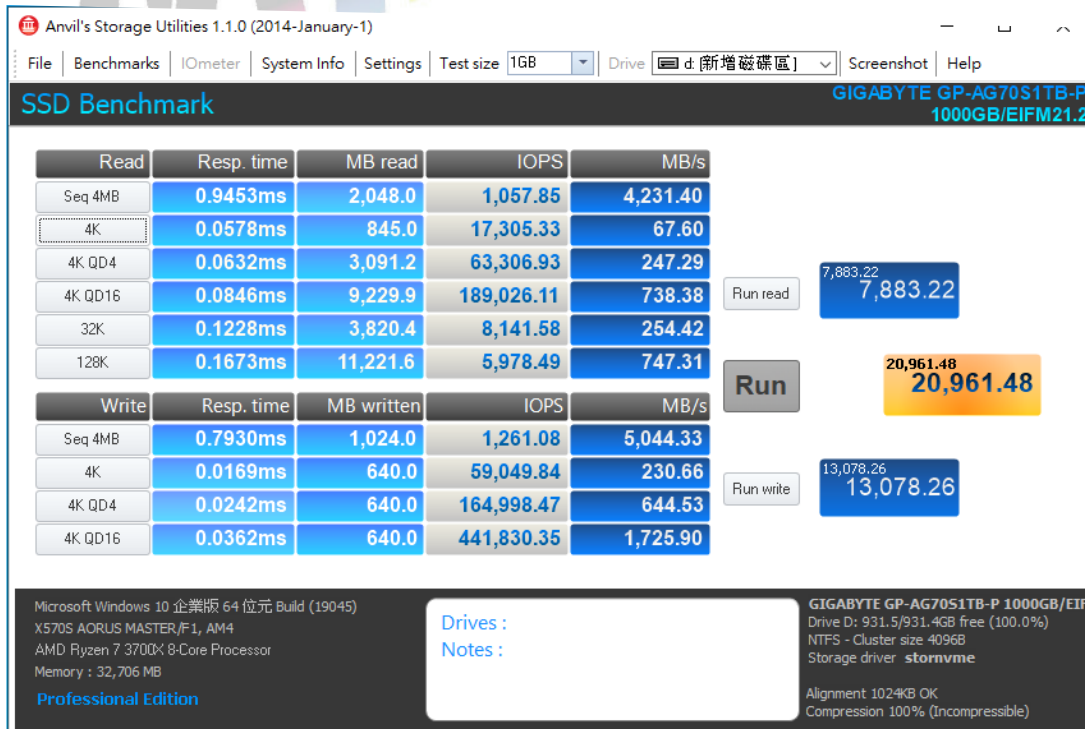 Anvil's Storage Utilities 1.1.0 (2014-January-1)
File Benchmarks IOmeter System Info Settings Test size 1GB Drive d: [新增磁碟區] Screenshot Help
SSD Benchmark
GIGABYTE GP-AG70S1TB-P
1000GB/EIFM21.2
Read Resp. time MB read IOPS MB/s
Seq 4MB 0.9453ms 2,048.0 1,057.85 4,231.40
4K 0.0578ms 845.0 17,305.33 67.60
4K QD4 0.0632ms 3,091.2 63,306.93 247.29
4K QD16 0.0846ms 9,229.9 189,026.11 738.38
32K 0.1228ms 3,820.4 8,141.58 254.42
128K 0.1673ms 11,221.6 5,978.49 747.31
Run read
7,883.22
7,883.22
Run
20,961.48
20,961.48
Write Resp. time MB written IOPS MB/s
Seq 4MB 0.7930ms 1,024.0 1,261.08 5,044.33
4K 0.0169ms 640.0 59,049.84 230.66
4K QD4 0.0242ms 640.0 164,998.47 644.53
4K QD16 0.0362ms 640.0 441,830.35 1,725.90
Run write
13,078.26
13,078.26
Microsoft Windows 10 企業版 64 位元 Build (19045)
X570S AORUS MASTER/F1, AM4
AMD Ryzen 7 3700X 8-Core Processor
Memory : 32,706 MB
Professional Edition
Drives :
Notes :
GIGABYTE GP-AG70S1TB-P 1000GB/EIF
Drive D: 931.5/931.4GB free (100.0%)
NTFS - Cluster size 4096B
Storage driver stornvme
Alignment 1024KB OK
Compression 100% (Incompressible)